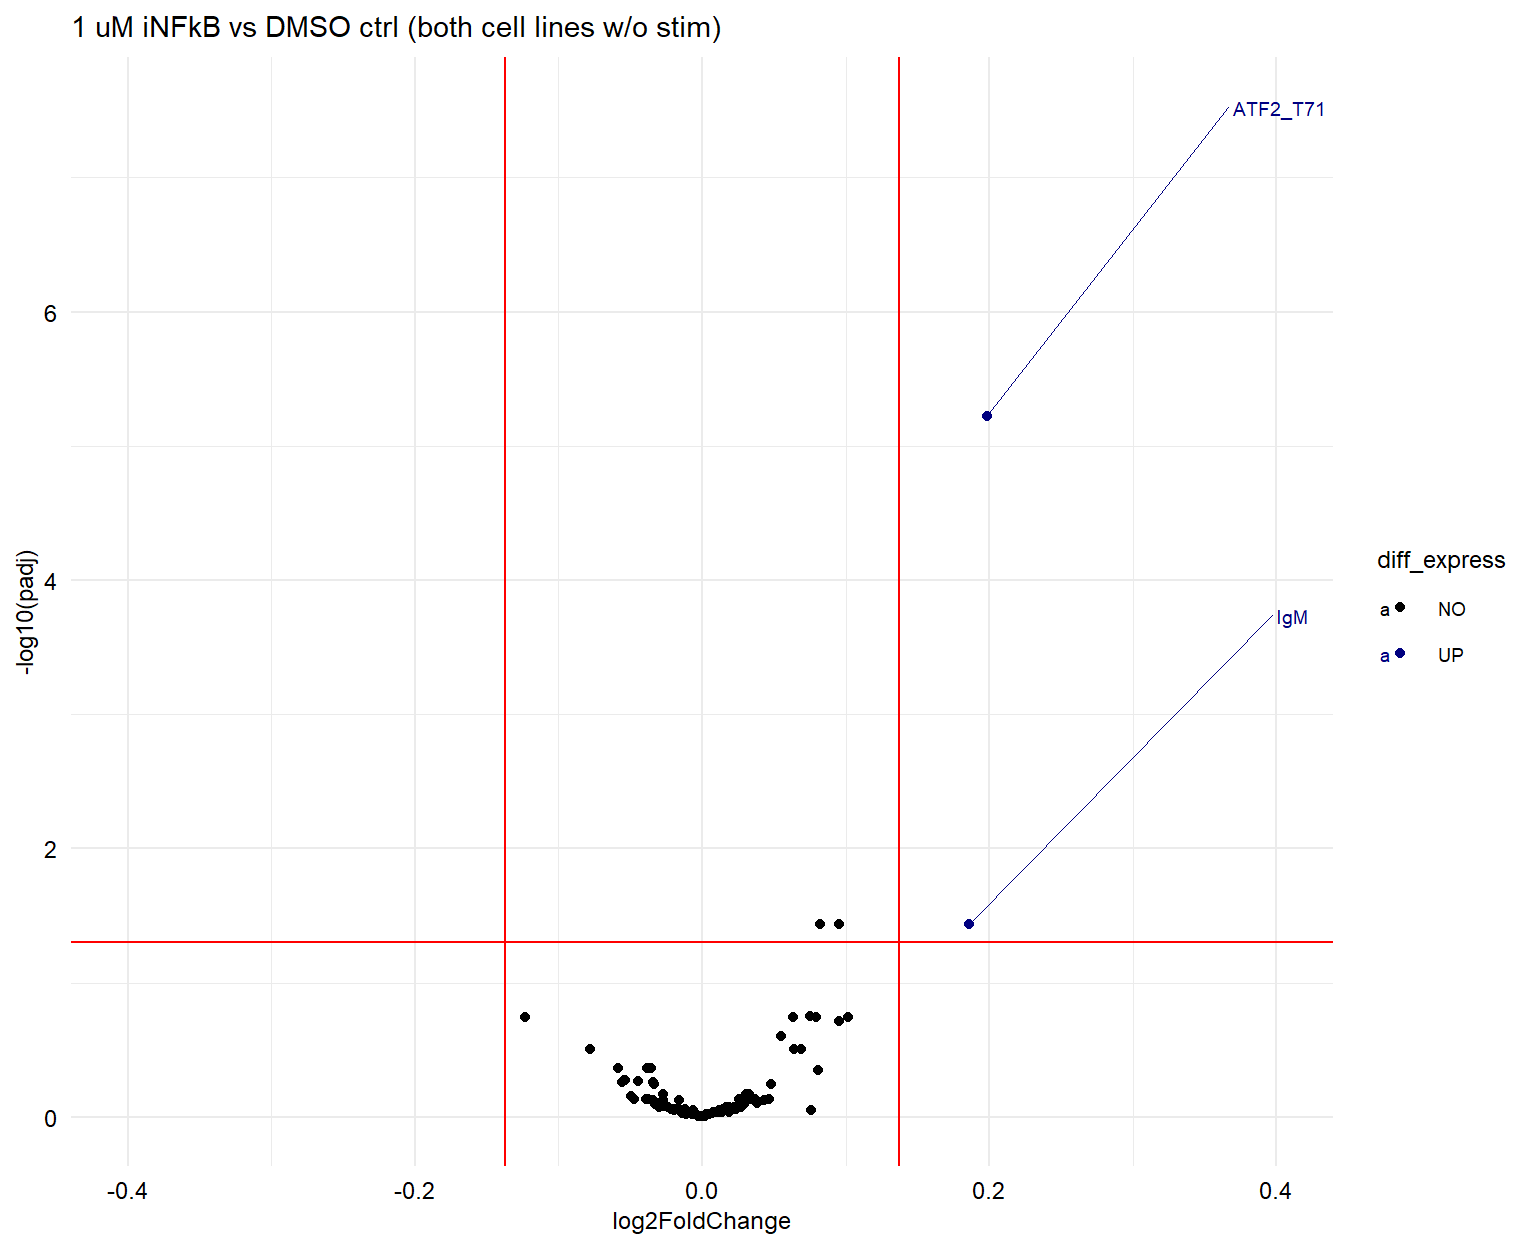 1 uM iNFkB vs DMSO ctrl (both cell lines w/o stim)
ATF2_T71
6
-log10(padj)
diff_express
4
a NO
IgM
a UP
2
0
-0.4 -0.2 0.0 0.2 0.4
log2FoldChange